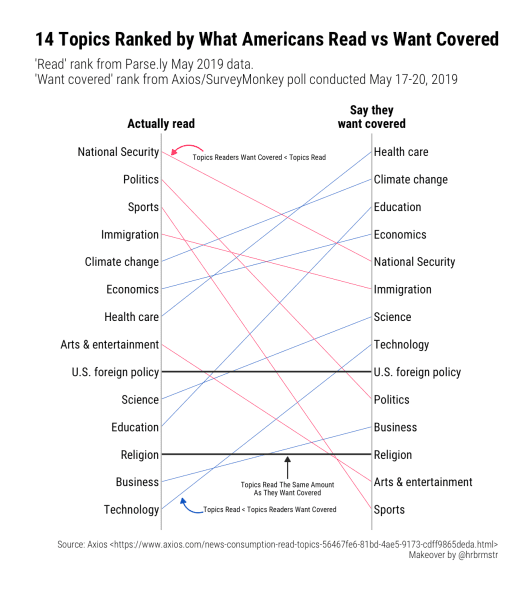 14 Topics Ranked by What Americans Read vs Want Covered
'Read' rank from Parse.ly May 2019 data.
'Want covered' rank from Axios/SurveyMonkey poll conducted May 17-20, 2019
Actually read
Say they
want covered
National Security
Politics
Sports
Immigration
Climate change
Economics
Health care
Arts & entertainment
U.S. foreign policy
Science
Education
Religion
Business
Technology
Topics Readers Want Covered < Topics Read
Topics Read The Same Amount
As They Want Covered
Topics Read < Topics Readers Want Covered
Health care
Climate change
Education
Economics
National Security
Immigration
Science
Technology
U.S. foreign policy
Politics
Business
Religion
Arts & entertainment
Sports
Source: Axios <https://www.axios.com/news-consumption-read-topics-56467fe6-81bd-4ae5-9173-cdff9865deda.html>
Makeover by @hrbrmstr